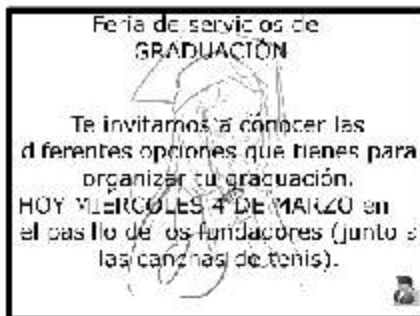 Feria de servicios de
GRADUACIÓN
Te invitamos a conocer las
diferentes opciones que tienes para
organizar tu graduación.
HOY MIERCOLES 4 DE MARZO en
el pasillo de los fundadores (junto a
las canchas de tenis).